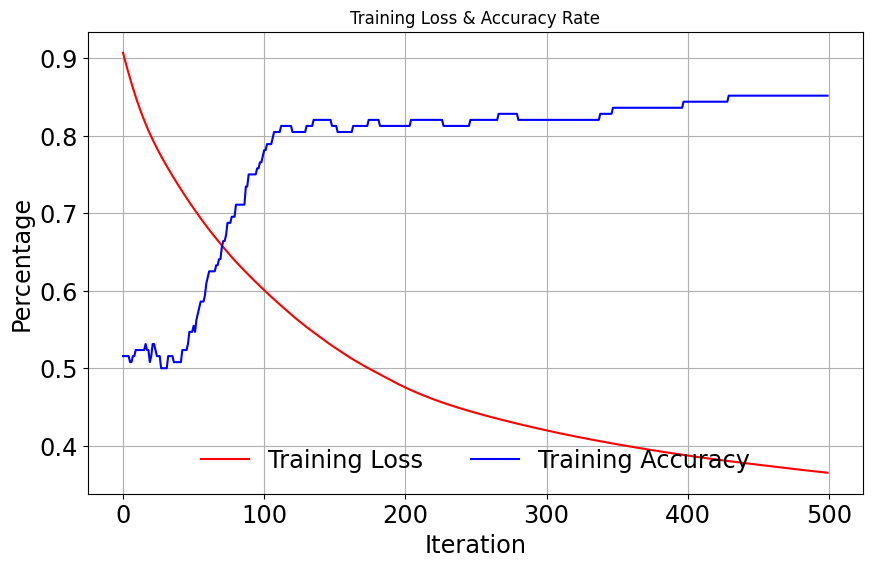 Training Loss & Accuracy Rate
Percentage
0.9
0.8
0.7
0.6
0.5
0.4
Training Loss Training Accuracy
0 100 200 300 400 500
Iteration